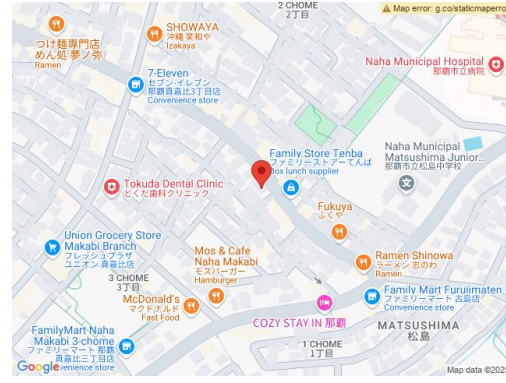 2 CHOME
2丁目
Map error: g.co/staticmaperro
SHOWAYA
沖縄 笑和や
Izakaya
つけ麺専門店
めん処 夢ノ弥
Ramen
Naha Municipal Hospital
那覇市立病院
7-Eleven
セブン-イレブン
那覇真嘉比3丁目店
Convenience store
Naha Municipal
Matsushima Junior...
那覇市立松島中学校
Family Store Tenba
ファミリーストアーてんば
Box lunch supplier
Tokuda Dental Clinic
とくだ歯科クリニック
Fukuya
ふくや
Union Grocery Store
Makabi Branch
フレッシュプラザ
ユニオン 真嘉比店
Mos & Cafe
Naha Makabi
モスバーガー
Hamburger
Ramen Shinowa
ラーメン 志のわ
Ramen
3 CHOME
3丁目
McDonald's
マクドナルド
Fast Food
Family Mart Furujimaten
ファミリーマート 古島店
Convenience store
COZY STAY IN 那覇
MATSUSHIMA
松島
FamilyMart Naha
Makabi 3-chōme
ファミリーマート 那覇
真嘉比三丁目店
Convenience store
1 CHOME
1丁目
Google
Map data ©2025